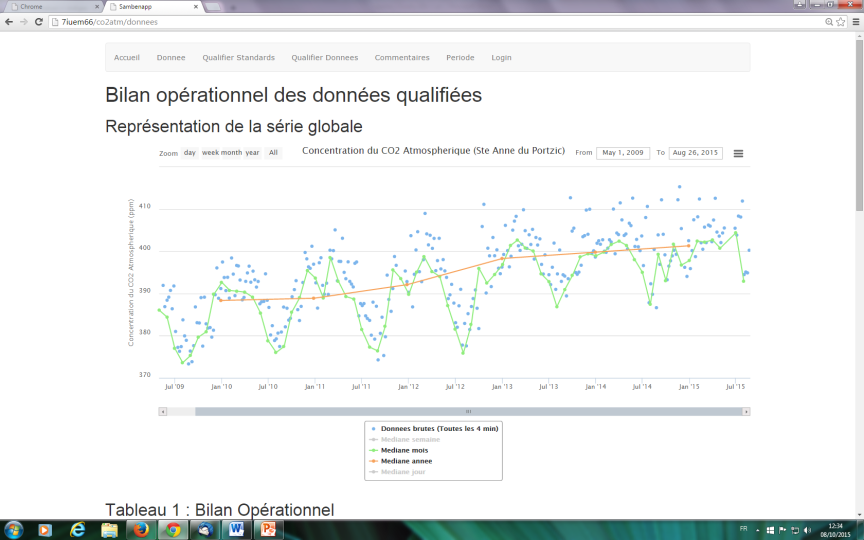 Chrome
Sambenapp
7iuem66/co2atm/donnees
Accueil Donnee Qualifier Standards Qualifier Donnees Commentaires Periode Login
Bilan opérationnel des données qualifiées
Représentation de la série globale
Zoom day week month year All Concentration du CO2 Atmospherique (Ste Anne du Portzic) From May 1, 2009 To Aug 26, 2015
Concentration du CO2 Atmospherique (ppm)
410
400
390
380
370
Jul '09 Jan '10 Jul '10 Jan '11 Jul '11 Jan '12 Jul '12 Jan '13 Jul '13 Jan '14 Jul '14 Jan '15 Jul '15
Donnees brutes (Toutes les 4 min)
Mediane semaine
Mediane mois
Mediane annee
Mediane jour
Tableau 1 : Bilan Opérationnel
FR 12:34
08/10/2015